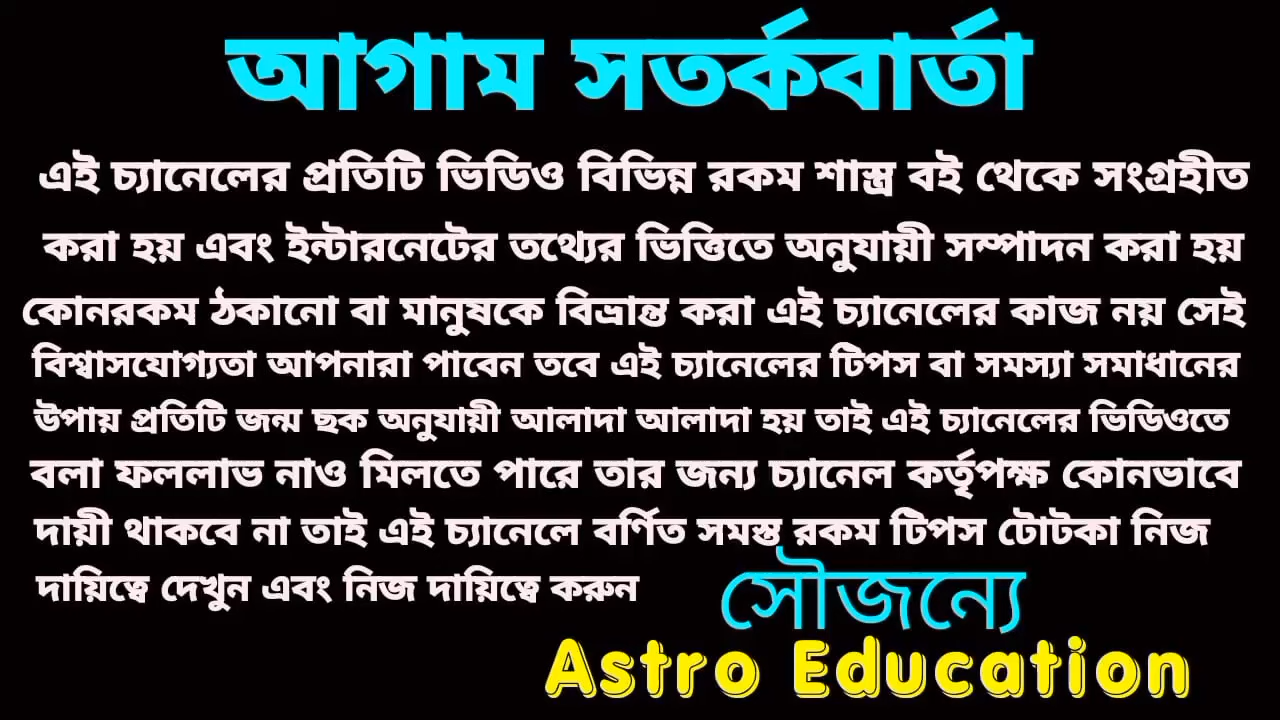 আগাম সতর্কবার্তা
এই চ্যানেলের প্রতিটি ভিডিও বিভিন্ন রকম শাস্ত্র বই থেকে সংগ্রহীত
করা হয় এবং ইন্টারনেটের তথ্যের ভিত্তিতে অনুযায়ী সম্পাদন করা হয়
কোনরকম ঠকানো বা মানুষকে বিভ্রান্ত করা এই চ্যানেলের কাজ নয় সেই
বিশ্বাসযোগ্যতা আপনারা পাবেন তবে এই চ্যানেলের টিপস বা সমস্যা সমাধানের
উপায় প্রতিটি জন্ম ছক অনুযায়ী আলাদা আলাদা হয় তাই এই চ্যানেলের ভিডিওতে
বলা ফললাভ নাও মিলতে পারে তার জন্য চ্যানেল কর্তৃপক্ষ কোনভাবে
দায়ী থাকবে না তাই এই চ্যানেলে বর্ণিত সমস্ত রকম টিপস টোটকা নিজ
দায়িত্বে দেখুন এবং নিজ দায়িত্বে করুন
সৌজন্যে
Astro Education